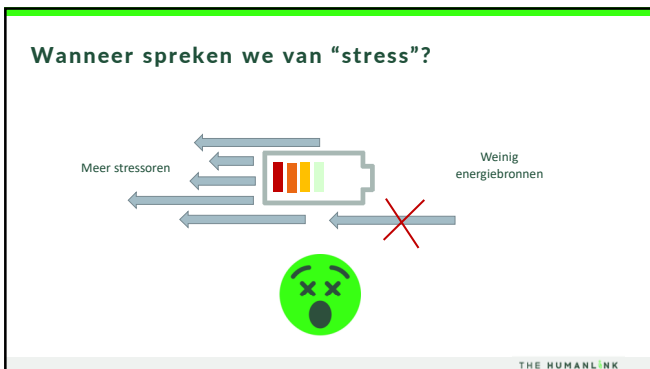 Wanneer spreken we van “stress”?
Meer stressoren
Weinig
energiebronnen
THE HUMANLINK